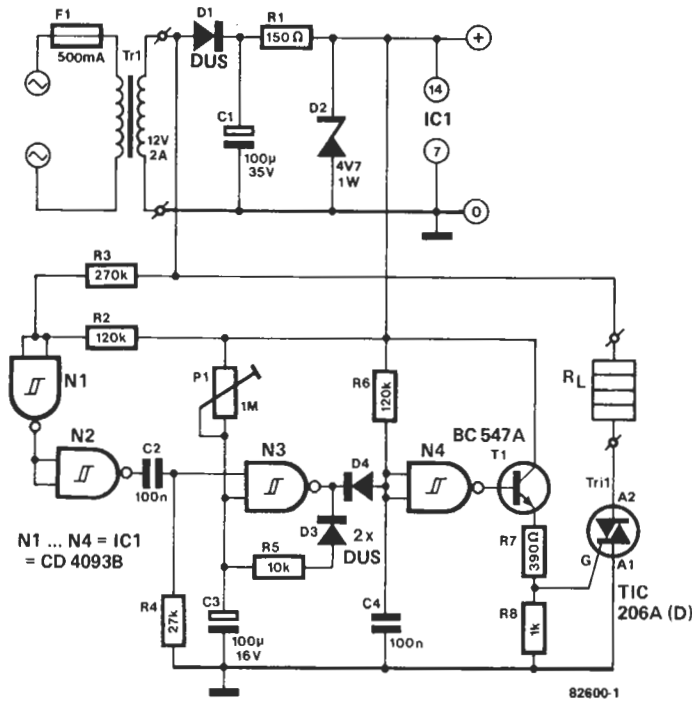 F1
500mA
Tr1
12V
2A
D1
DUS
R1
150 Ω
C1
100µ
35V
D2
4V7
1W
+
14
IC1
7
0
R3
270k
R2
120k
N1
P1
1M
R6
120k
RL
N2
C2
100n
N3
D4
N4
BC 547A
T1
Tri1
A2
N1 ... N4 = IC1
= CD 4093B
D3
2x
DUS
R5
10k
R7
390Ω
G
A1
TIC
206A (D)
R4
27k
C3
100µ
16V
C4
100n
R8
1k
82600-1